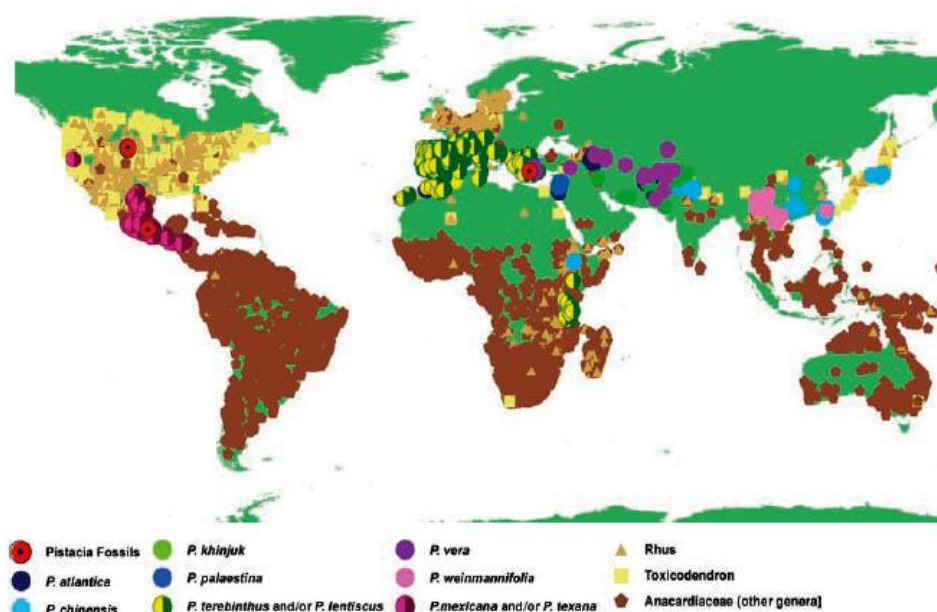 Pistacia Fossils P. khinjuk P. vera Rhus
P. atlantica P. palaestina P. weinmannifolia Toxicodendron
P. chinensis P. terebinthus and/or P. lentiscus P.mexicana and/or P. texana Anacardiaceae (other genera)